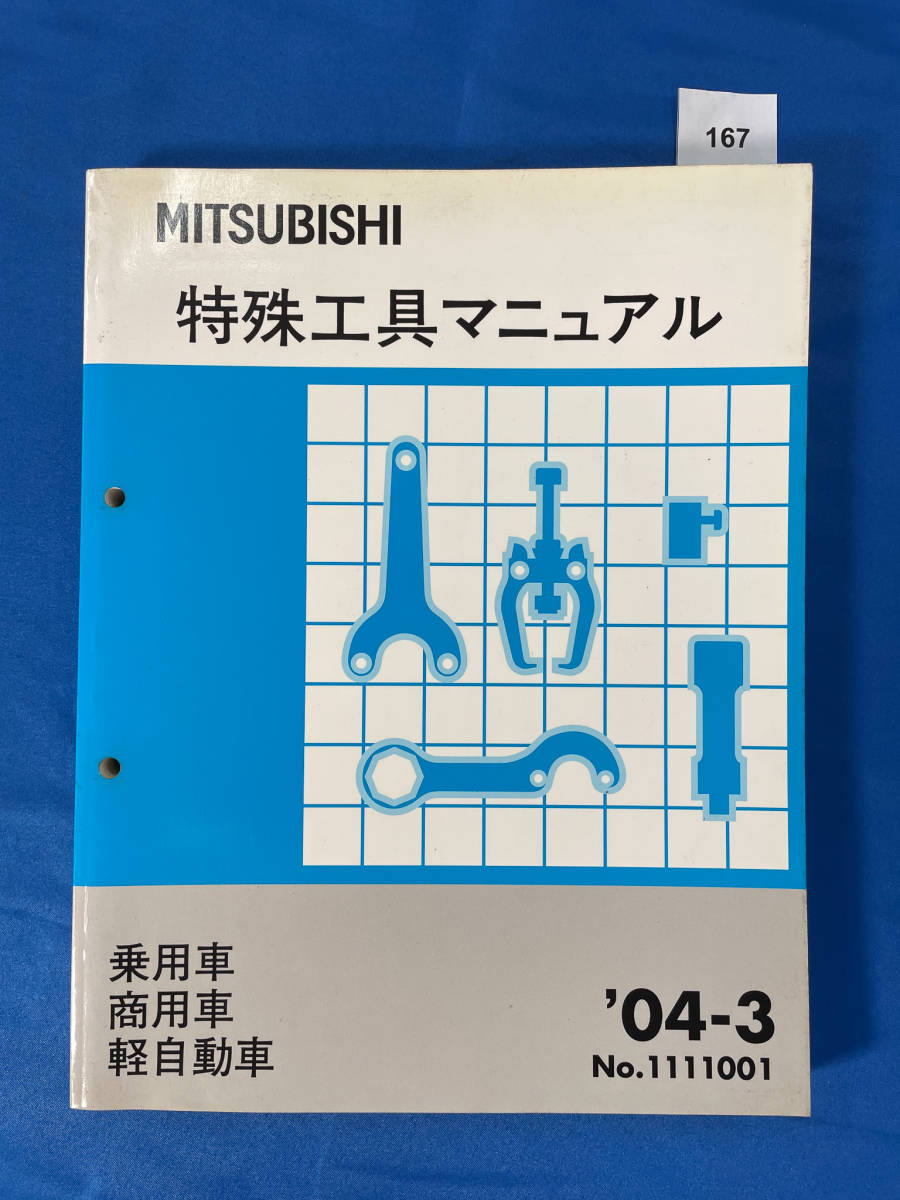 167
MITSUBISHI
特殊工具マニュアル
乗用車
商用車
軽自動車
'04-3
No.1111001